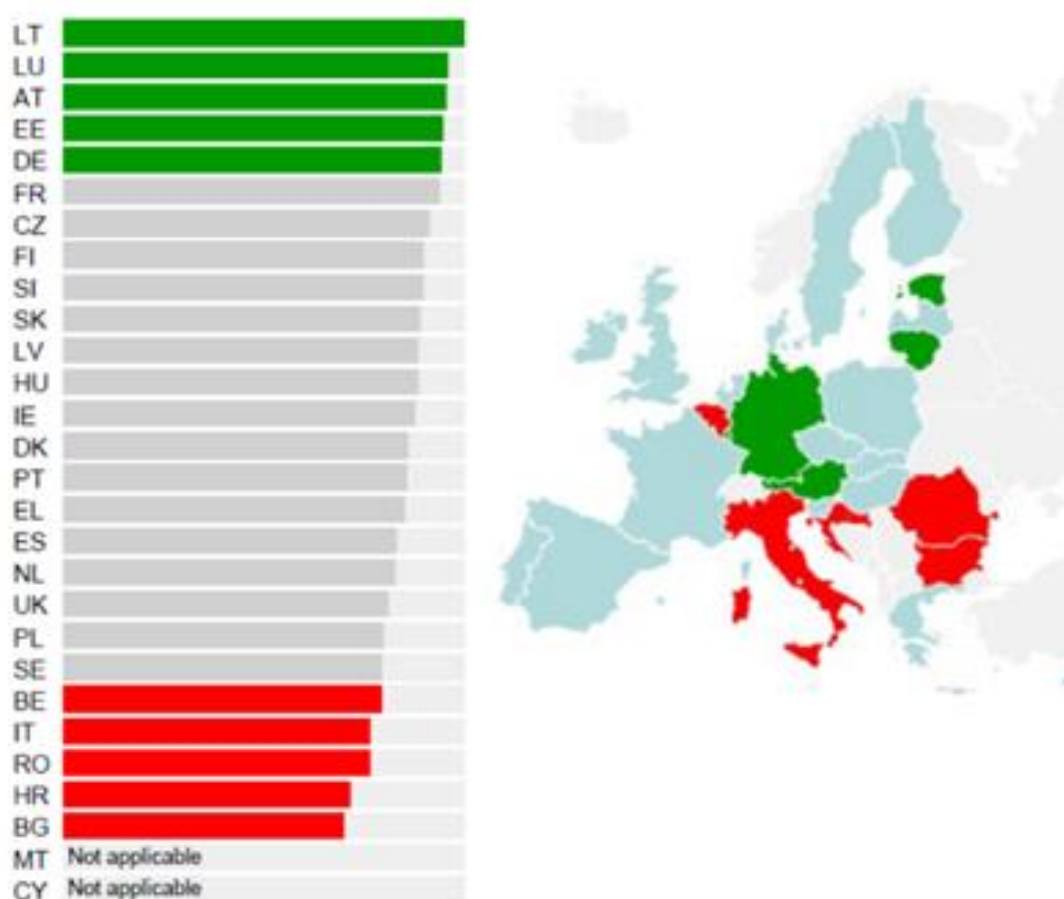 LT
LU
AT
EE
DE
FR
CZ
FI
SI
SK
LV
HU
IE
DK
PT
EL
ES
NL
UK
PL
SE
BE
IT
RO
HR
BG
MT Not applicable
CY Not applicable